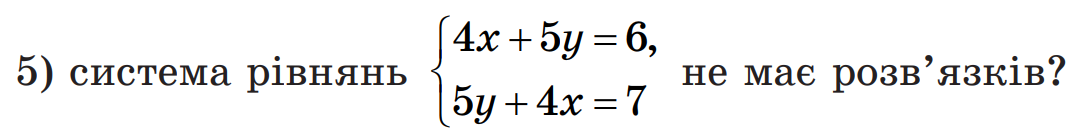 5) система рівнянь { 4x + 5y = 6, не має розв’язків?
5y + 4x = 7